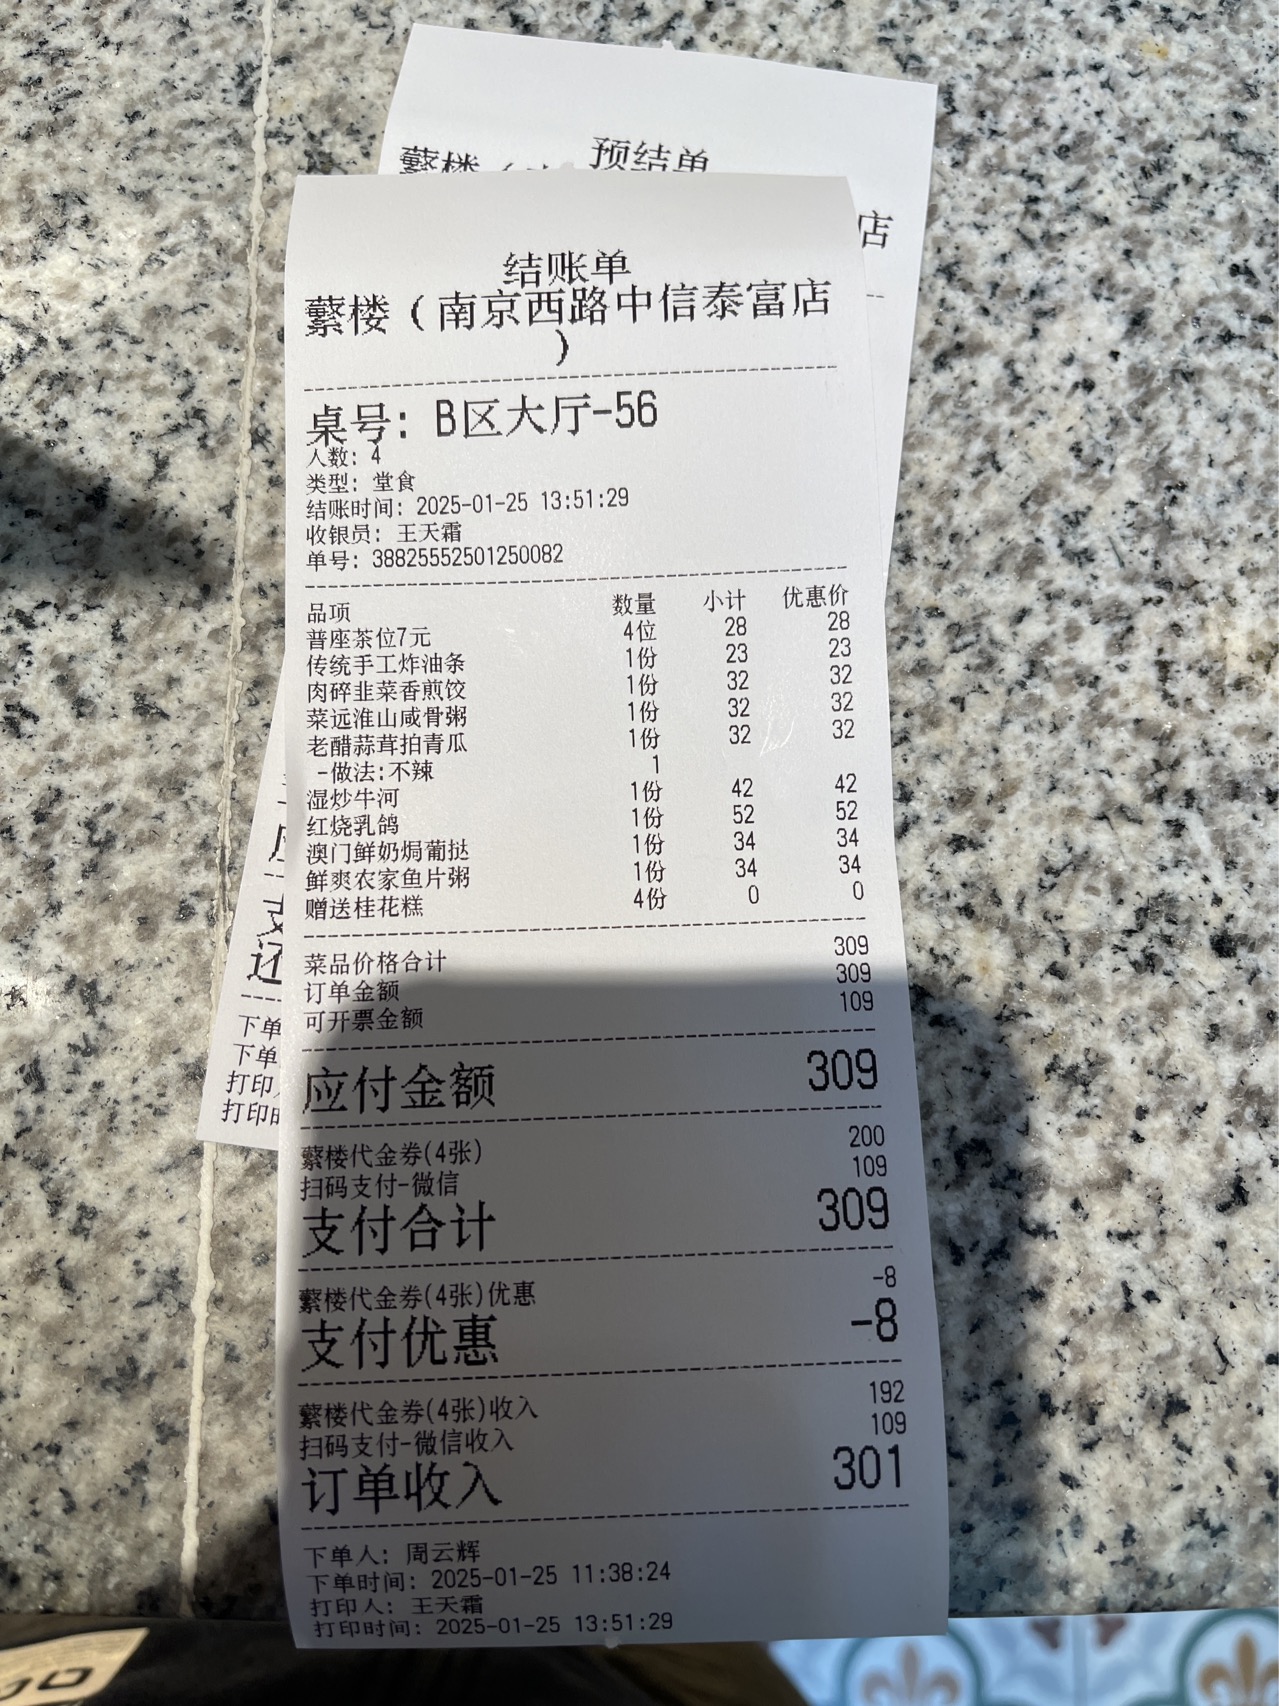 预结单
店
结账单
蘩楼（南京西路中信泰富店
）
桌号: B区大厅-56
人数: 4
类型: 堂食
结账时间: 2025-01-25 13:51:29
收银员: 王天霜
单号: 38825552501250082
品项 数量 小计 优惠价
普座茶位7元 4位 28 28
传统手工炸油条 1份 23 23
肉碎韭菜香煎饺 1份 32 32
菜远淮山咸骨粥 1份 32 32
老醋蒜茸拍青瓜 1份 32 32
-做法:不辣 1
湿炒牛河 1份 42 42
红烧乳鸽 1份 52 52
澳门鲜奶焗葡挞 1份 34 34
鲜爽农家鱼片粥 1份 34 34
赠送桂花糕 4份 0 0
菜品价格合计 309
订单金额 309
可开票金额 109
应付金额 309
蘩楼代金券(4张) 200
扫码支付-微信 109
支付合计 309
蘩楼代金券(4张)优惠 -8
支付优惠 -8
蘩楼代金券(4张)收入 192
扫码支付-微信收入 109
订单收入 301
下单人: 周云辉
下单时间: 2025-01-25 11:38:24
打印人: 王天霜
打印时间: 2025-01-25 13:51:29
还
下单
下单
打印
打印